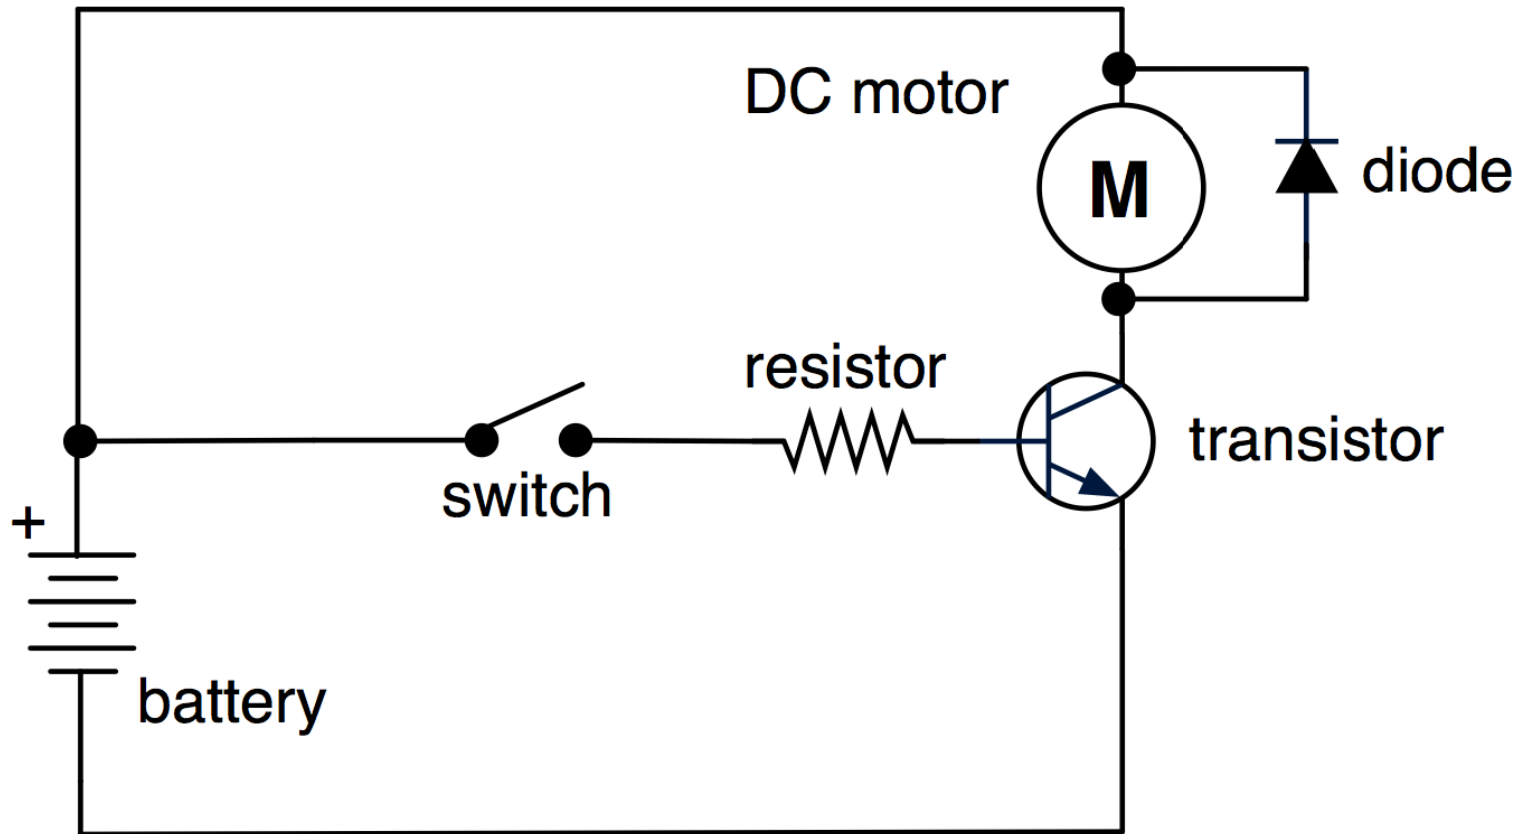 DC motor
M
diode
resistor
transistor
switch
+
battery